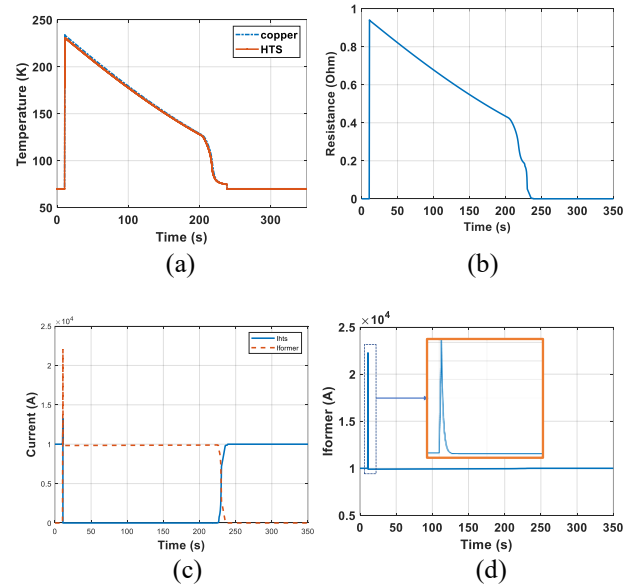 250
200
150
100
50
0 100 200 300
Temperature (K)
Time (s)
copper
HTS
(a)
1
0.8
0.6
0.4
0.2
0
0 50 100 150 200 250 300 350
Resistance (Ohm)
Time (s)
(b)
×10⁴
2.5
2
1.5
1
0.5
0
0 50 100 150 200 250 300 350
Current (A)
Time (s)
Ihts
Iformer
(c)
×10⁴
2.5
2
1.5
1
0.5
0 50 100 150 200 250 300 350
Iformer (A)
Time (s)
(d)